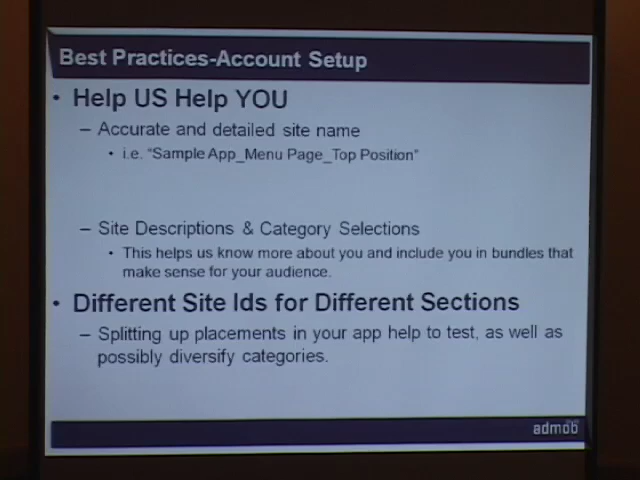 Best Practices-Account Setup
• Help US Help YOU
– Accurate and detailed site name
• i.e. "Sample App_Menu Page_Top Position"
– Site Descriptions & Category Selections
• This helps us know more about you and include you in bundles that
make sense for your audience.
• Different Site Ids for Different Sections
– Splitting up placements in your app help to test, as well as
possibly diversify categories.
admob